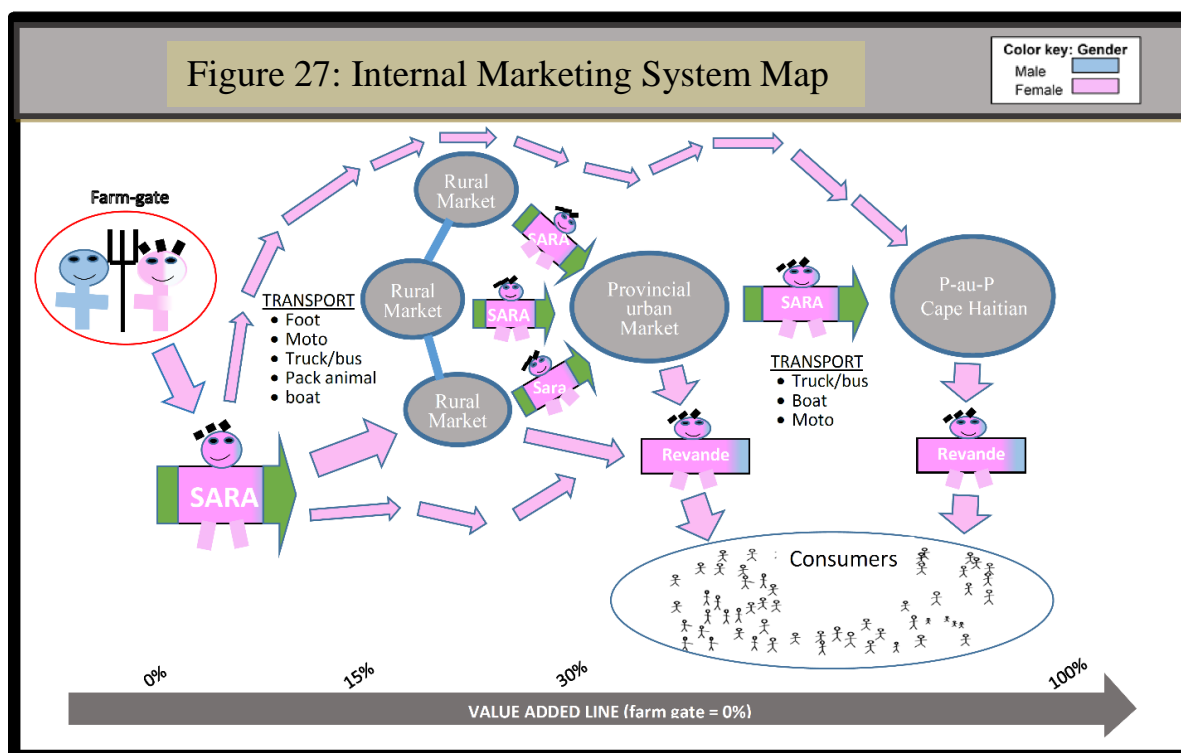 Figure 27: Internal Marketing System Map
Color key: Gender
Male
Female
Farm-gate
Rural
Market
Rural
Market
Rural
Market
TRANSPORT
• Foot
• Moto
• Truck/bus
• Pack animal
• boat
SARA
SARA
SARA
Sara
Provincial
urban
Market
SARA
P-au-P
Cape Haitian
TRANSPORT
• Truck/bus
• Boat
• Moto
Revande
Revande
Consumers
0%
15%
30%
100%
VALUE ADDED LINE (farm gate = 0%)